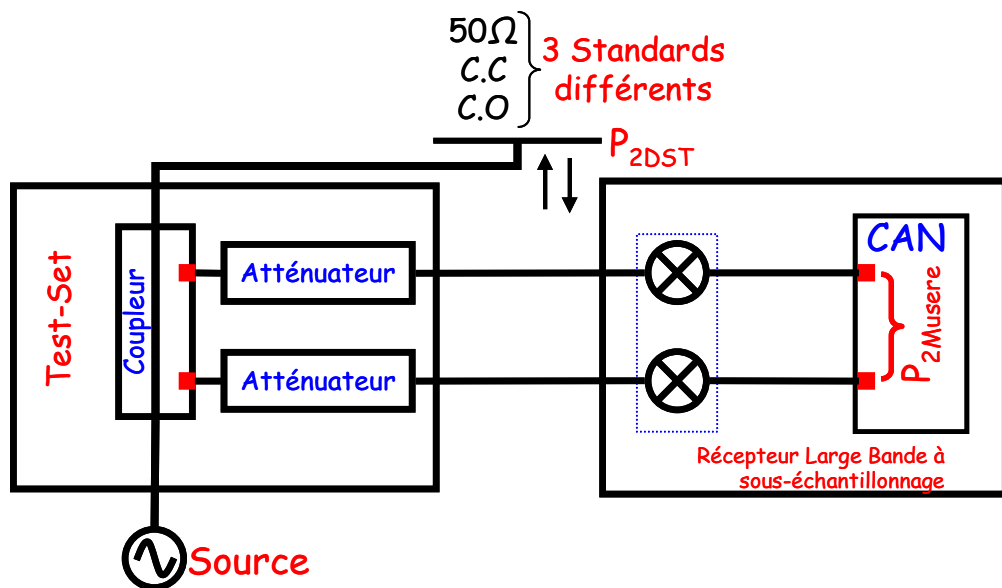 50Ω
C.C
C.O
3 Standards
différents
P2DST
Test-Set
Coupleur
Atténuateur
Atténuateur
CAN
P2Musere
Récepteur Large Bande à
sous-échantillonnage
Source